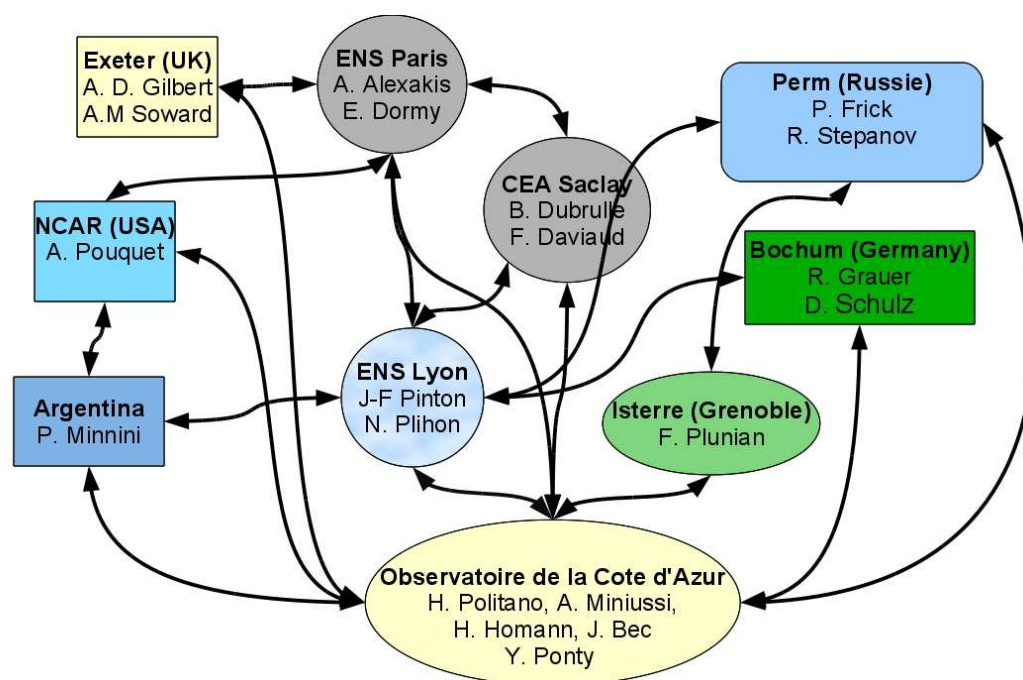 Exeter (UK)
A. D. Gilbert
A.M Soward
ENS Paris
A. Alexakis
E. Dormy
Perm (Russie)
P. Frick
R. Stepanov
CEA Saclay
B. Dubrulle
F. Daviaud
NCAR (USA)
A. Pouquet
Bochum (Germany)
R. Grauer
D. Schulz
Argentina
P. Minnini
ENS Lyon
J-F Pinton
N. Plihon
Isterre (Grenoble)
F. Plunian
Observatoire de la Cote d'Azur
H. Politano, A. Miniussi,
H. Homann, J. Bec
Y. Ponty